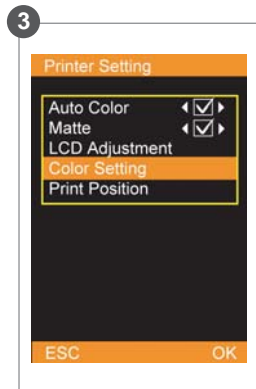 3
Printer Setting
Auto Color
Matte
LCD Adjustment
Color Setting
Print Position
ESC OK